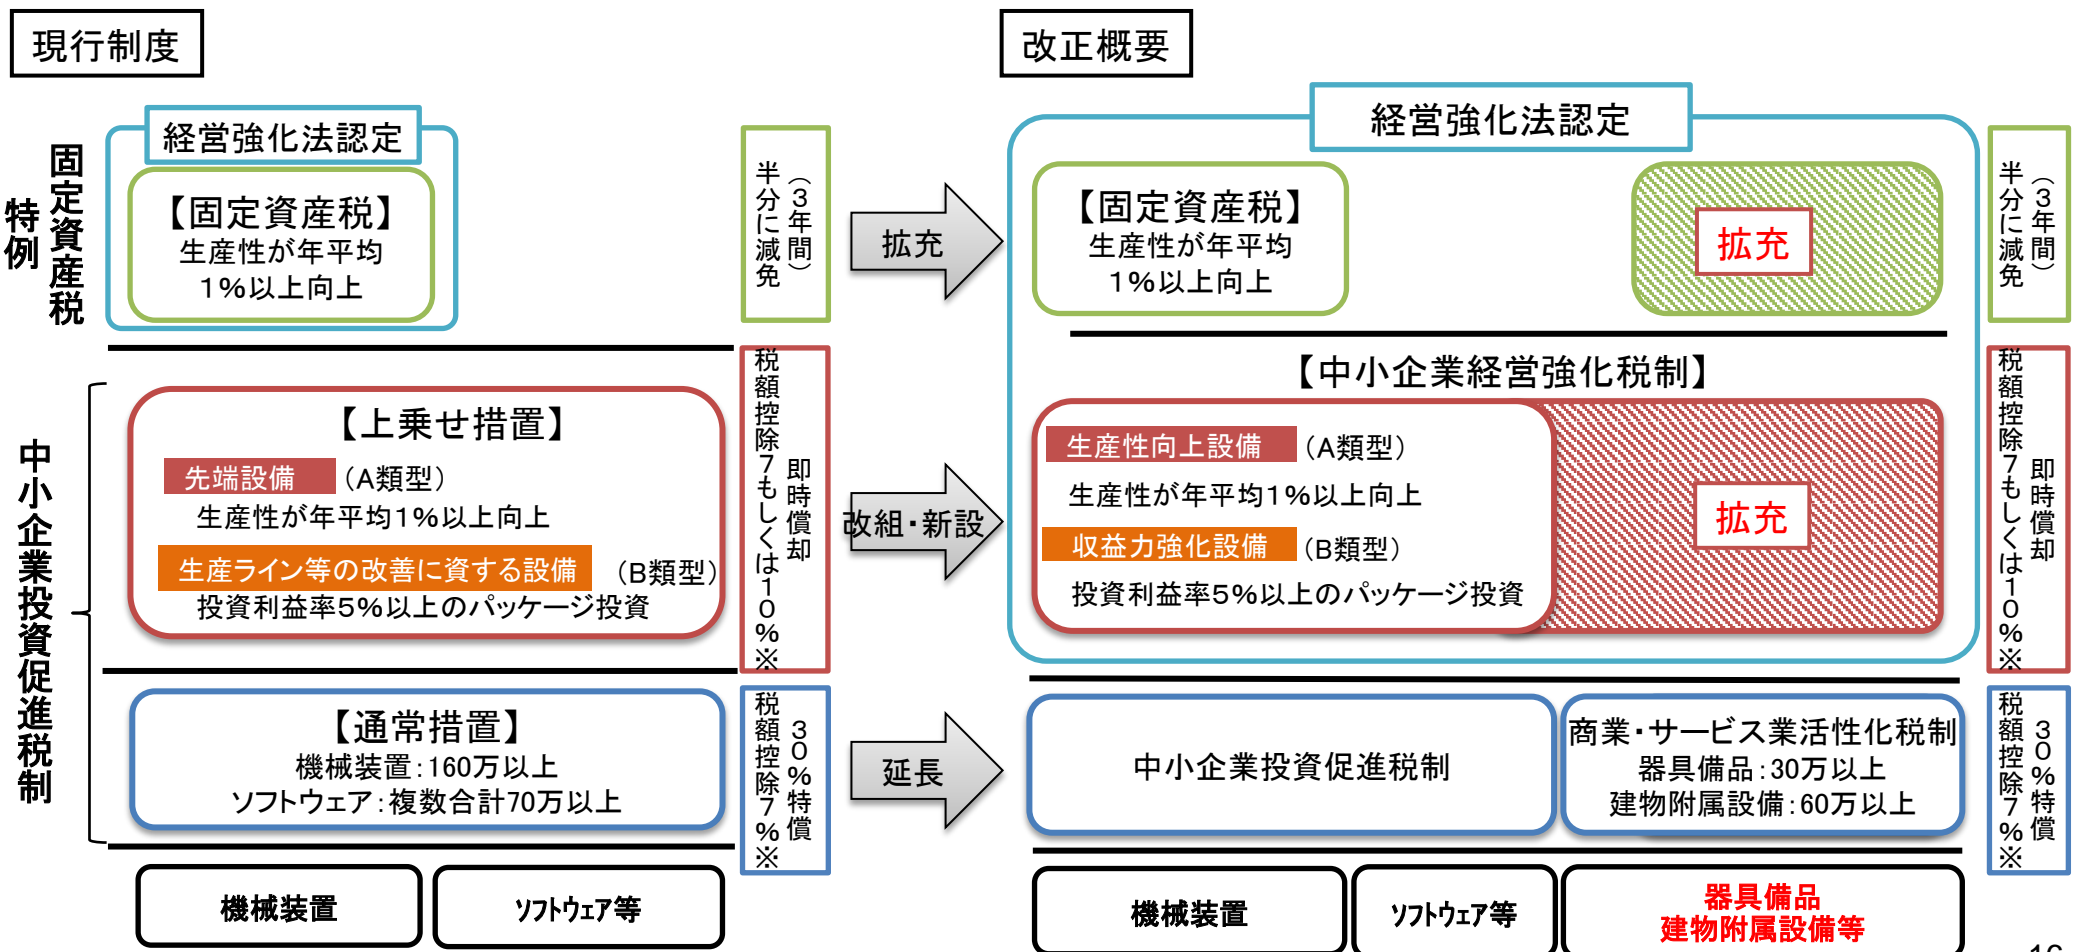 現行制度
固定資産税
特例
経営強化法認定
【固定資産税】
生産性が年平均
1%以上向上
(3年間)
半分に減免
中小企業投資促進税制
【上乗せ措置】
先端設備 (A類型)
生産性が年平均1%以上向上
生産ライン等の改善に資する設備 (B類型)
投資利益率5%以上のパッケージ投資
即時償却
税額控除7もしくは10%※
【通常措置】
機械装置:160万以上
ソフトウェア:複数合計70万以上
30%特償
税額控除7%※
機械装置
ソフトウェア等
拡充
改組・新設
延長
改正概要
経営強化法認定
【固定資産税】
生産性が年平均
1%以上向上
拡充
(3年間)
半分に減免
【中小企業経営強化税制】
生産性向上設備 (A類型)
生産性が年平均1%以上向上
収益力強化設備 (B類型)
投資利益率5%以上のパッケージ投資
拡充
即時償却
税額控除7もしくは10%※
中小企業投資促進税制
商業・サービス業活性化税制
器具備品:30万以上
建物附属設備:60万以上
30%特償
税額控除7%※
機械装置
ソフトウェア等
器具備品
建物附属設備等